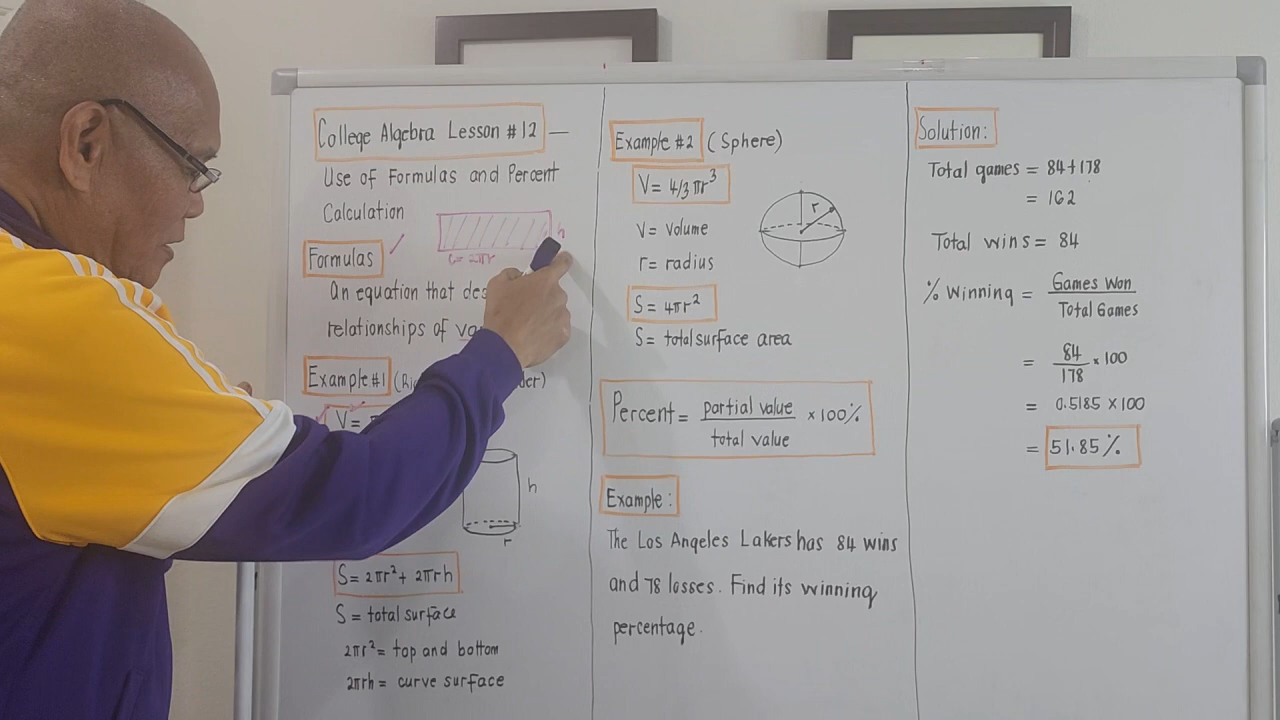 College Algebra Lesson #12 —
Use of Formulas and Percent
Calculation
h
C = 2πr
Formulas
An equation that
relationships of
Example #1
V =
h
r
S = 2πr² + 2πrh
S = total surface
2πr² = top and bottom
2πrh = curve surface
Example #2 (Sphere)
V = 4/3 πr³
V = Volume
r = radius
r
S = 4πr²
S = total surface area
Percent = partial value / total value × 100%
Example:
The Los Angeles Lakers has 84 wins
and 78 losses. Find its winning
percentage.
Solution:
Total games = 84+178
= 162
Total wins = 84
% Winning = Games Won / Total Games
= 84 / 178 × 100
= 0.5185 × 100
= 51.85%